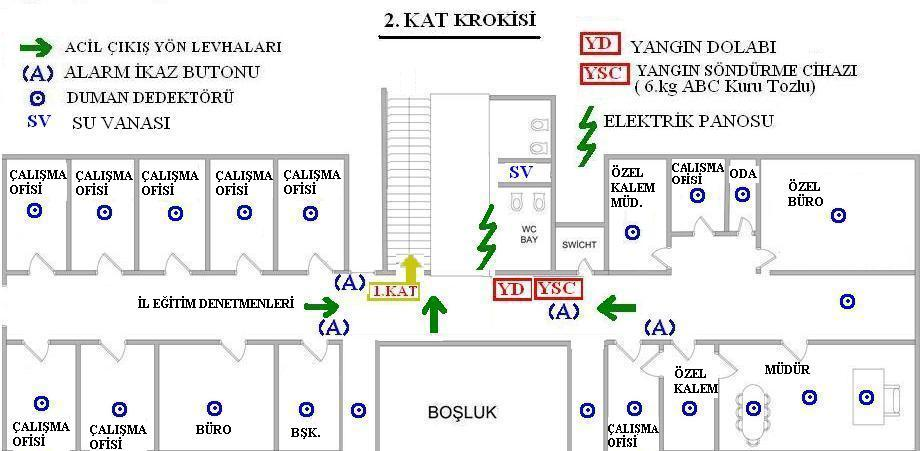 2. KAT KROKİSİ
ACİL ÇIKIŞ YÖN LEVHALARI
(A) ALARM İKAZ BUTONU
DUMAN DEDEKTÖRÜ
SV SU VANASI
YD YANGIN DOLABI
YSC YANGIN SÖNDÜRME CİHAZI
( 6.kg ABC Kuru Tozlu)
ELEKTRİK PANOSU
ÇALIŞMA
OFİSİ
ÇALIŞMA
OFİSİ
ÇALIŞMA
OFİSİ
ÇALIŞMA
OFİSİ
ÇALIŞMA
OFİSİ
SV
WC
BAY
SWİCHT
ÖZEL
KALEM
MÜD.
ÇALIŞMA
OFİSİ
ODA
ÖZEL
BÜRO
(A)
1.KAT
YD
YSC
İL EĞİTİM DENETMENLERİ
(A)
(A)
(A)
ÇALIŞMA
OFİSİ
ÇALIŞMA
OFİSİ
BÜRO
BŞK.
BOŞLUK
ÇALIŞMA
OFİSİ
ÖZEL
KALEM
MÜDÜR